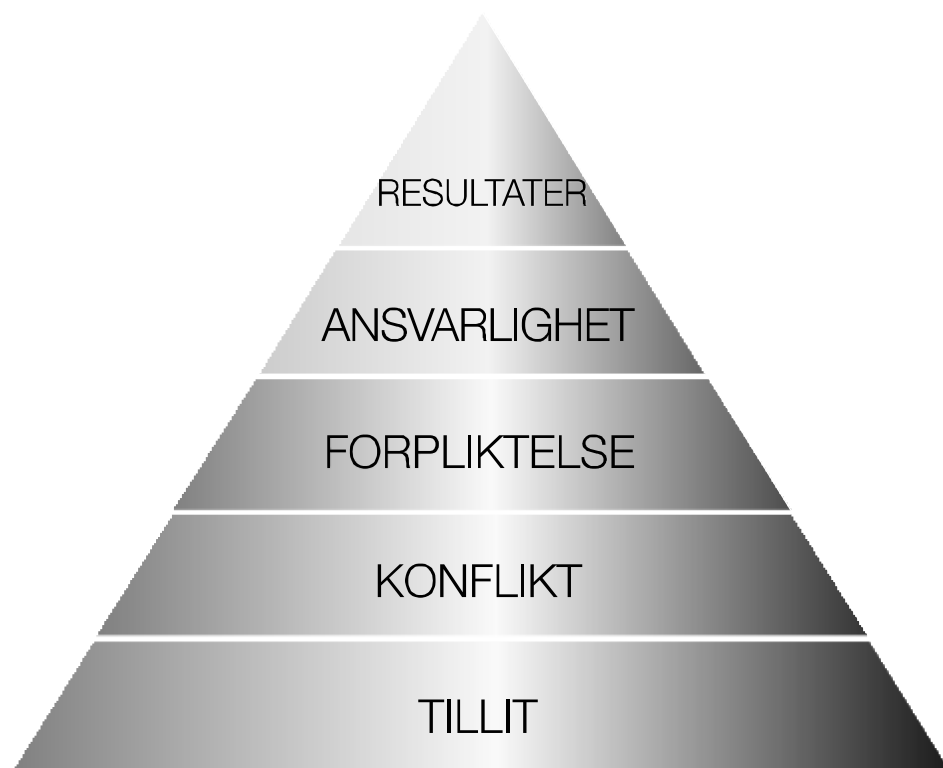 RESULTATER
ANSVARLIGHET
FORPLIKTELSE
KONFLIKT
TILLIT